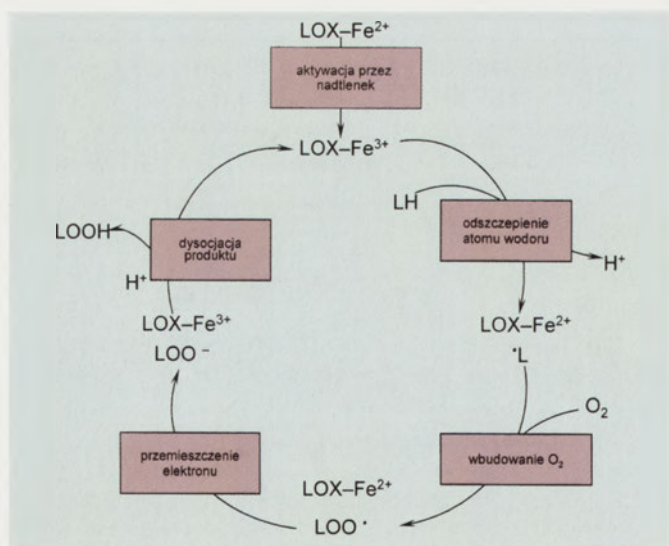 LOX–Fe²⁺
aktywacja przez
nadtlenek
LOX–Fe³⁺
LH
odszczepienie
atomu wodoru
H⁺
LOX–Fe²⁺
•L
O₂
wbudowanie O₂
LOX–Fe²⁺
LOO •
przemieszczenie
elektronu
LOX–Fe³⁺
LOO ⁻
H⁺
dysocjacja
produktu
LOOH